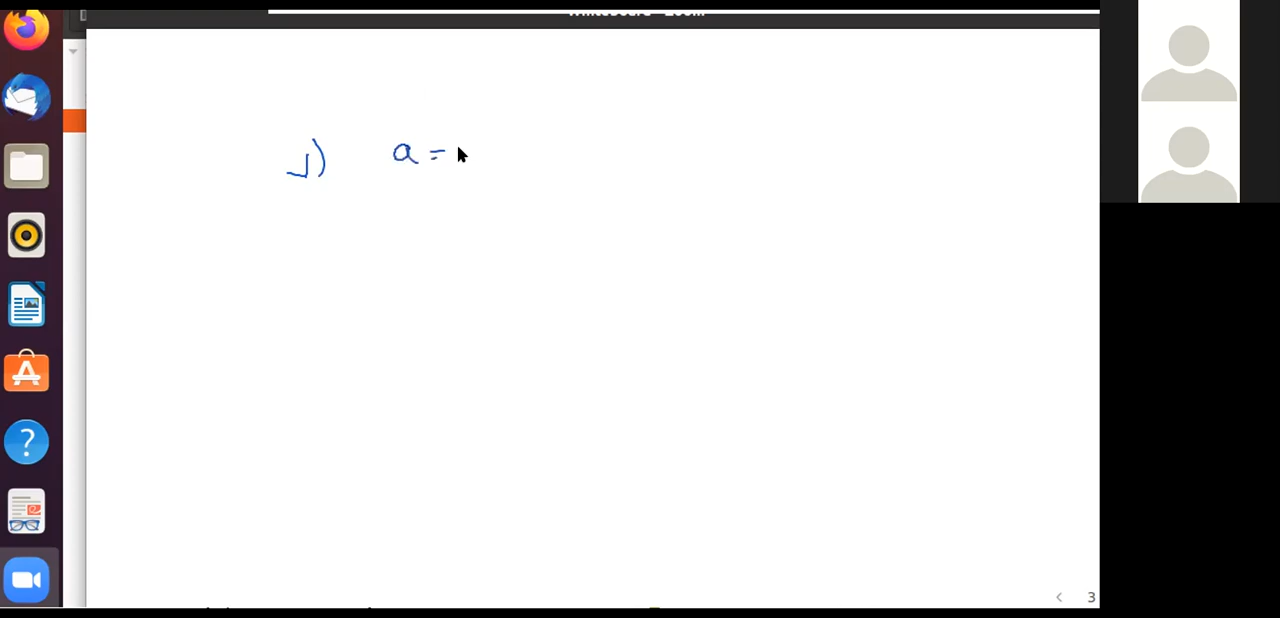 1) a =
3